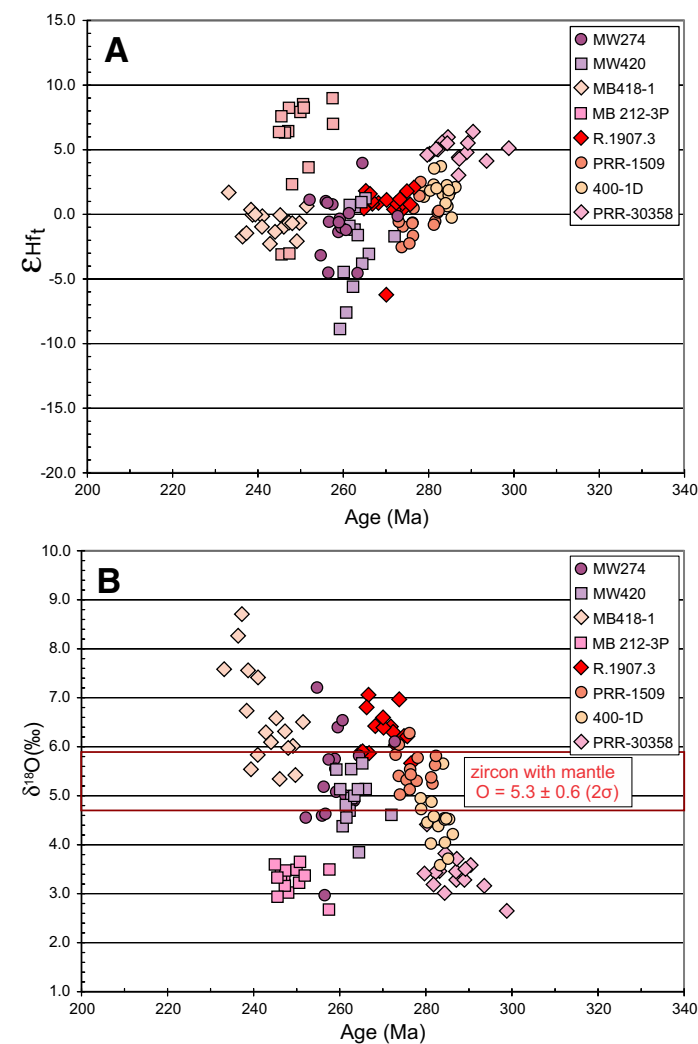 A
15.0
10.0
5.0
0.0
-5.0
-10.0
-15.0
-20.0
εHft
200 220 240 260 280 300 320 340
Age (Ma)
MW274
MW420
MB418-1
MB 212-3P
R.1907.3
PRR-1509
400-1D
PRR-30358
B
10.0
9.0
8.0
7.0
6.0
5.0
4.0
3.0
2.0
1.0
δ¹⁸O(‰)
200 220 240 260 280 300 320 340
Age (Ma)
MW274
MW420
MB418-1
MB 212-3P
R.1907.3
PRR-1509
400-1D
PRR-30358
zircon with mantle
O = 5.3 ± 0.6 (2σ)